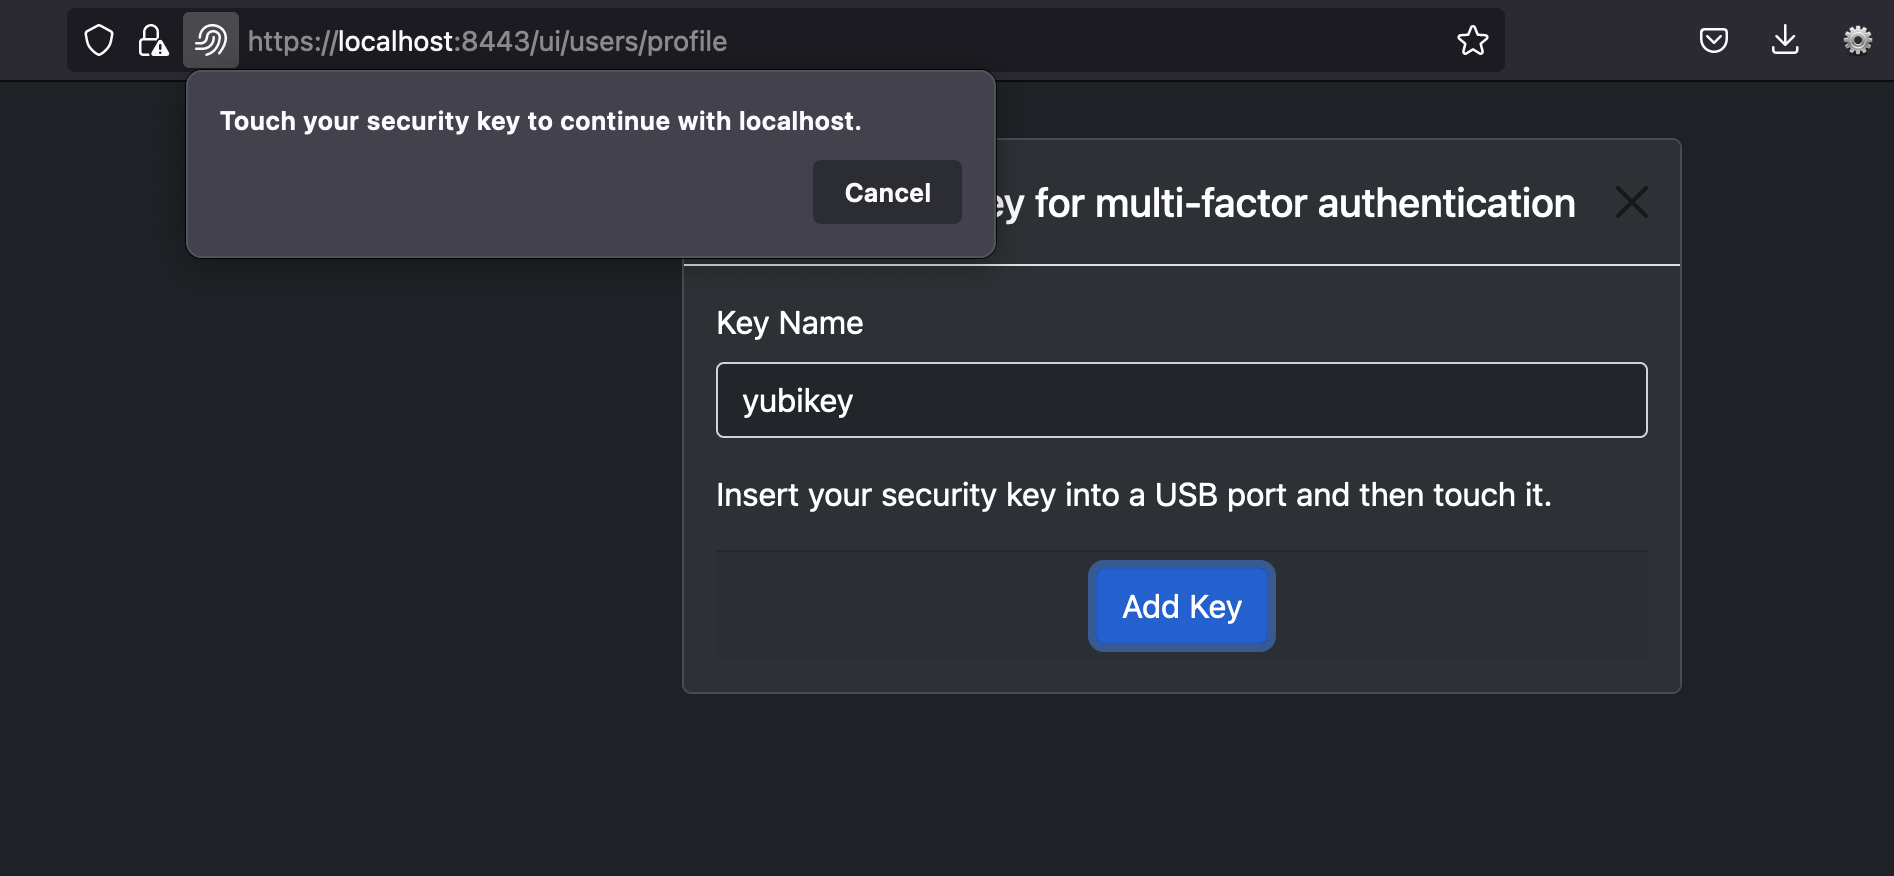 https://localhost:8443/ui/users/profile
Touch your security key to continue with localhost.
Cancel
for multi-factor authentication
Key Name
yubikey
Insert your security key into a USB port and then touch it.
Add Key